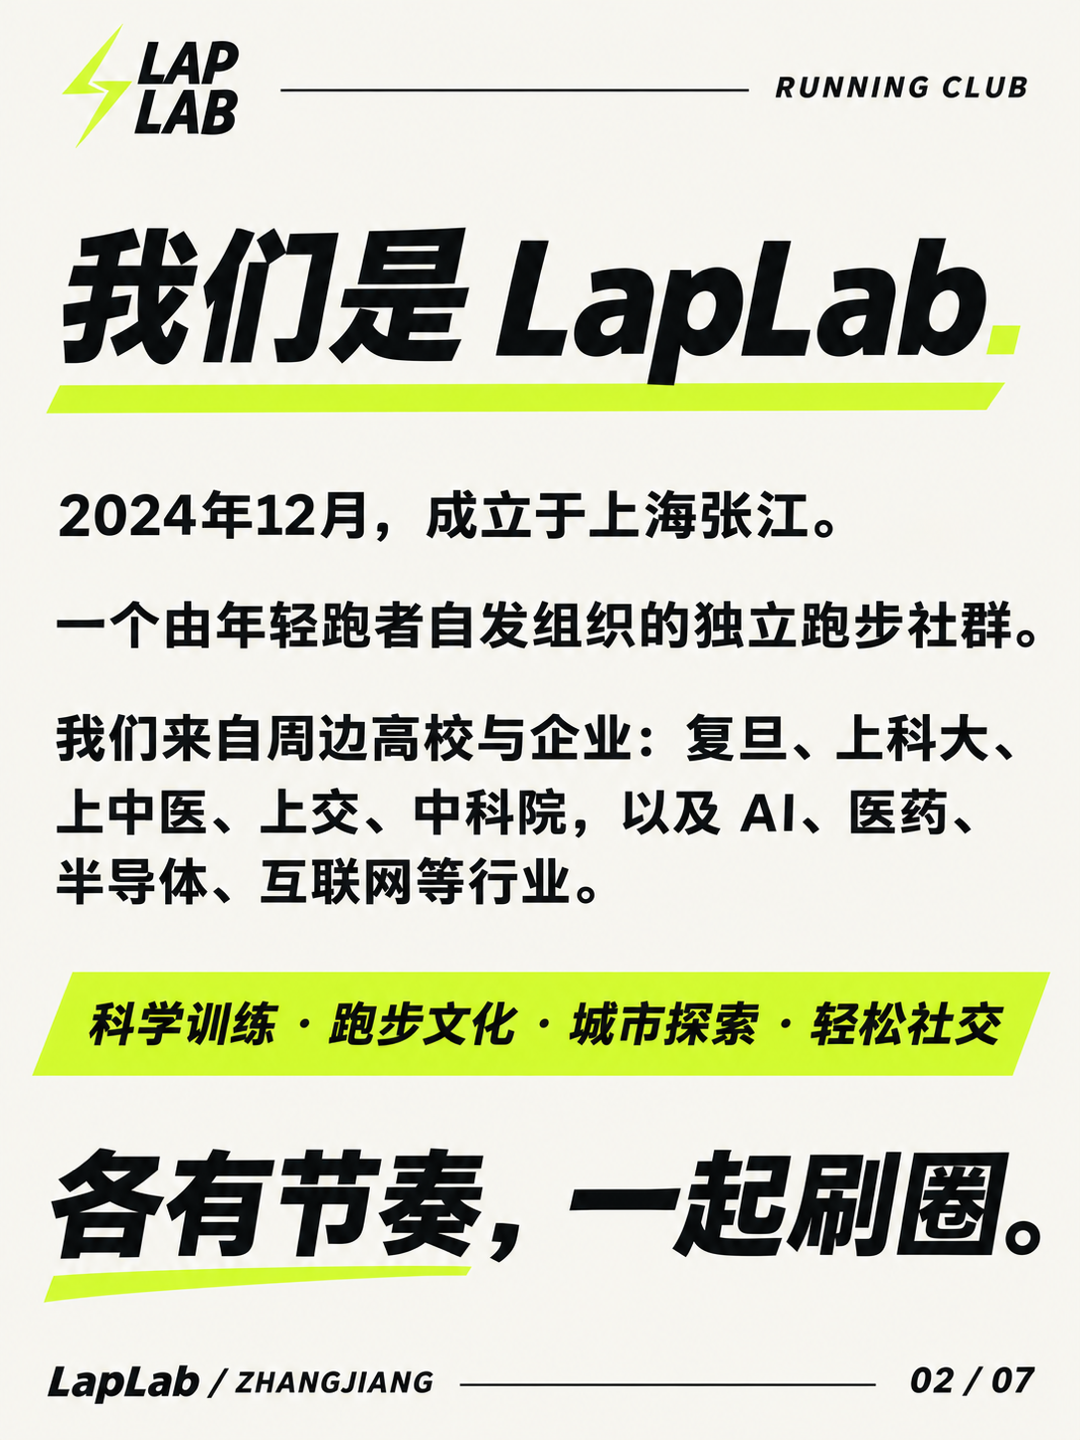 LAP
LAB
RUNNING CLUB
我们是 LapLab.
2024年12月，成立于上海张江。
一个由年轻跑者自发组织的独立跑步社群。
我们来自周边高校与企业：复旦、上科大、
上中医、上交、中科院，以及 AI、医药、
半导体、互联网等行业。
科学训练 · 跑步文化 · 城市探索 · 轻松社交
各有节奏，一起刷圈。
LapLab / ZHANGJIANG
02 / 07